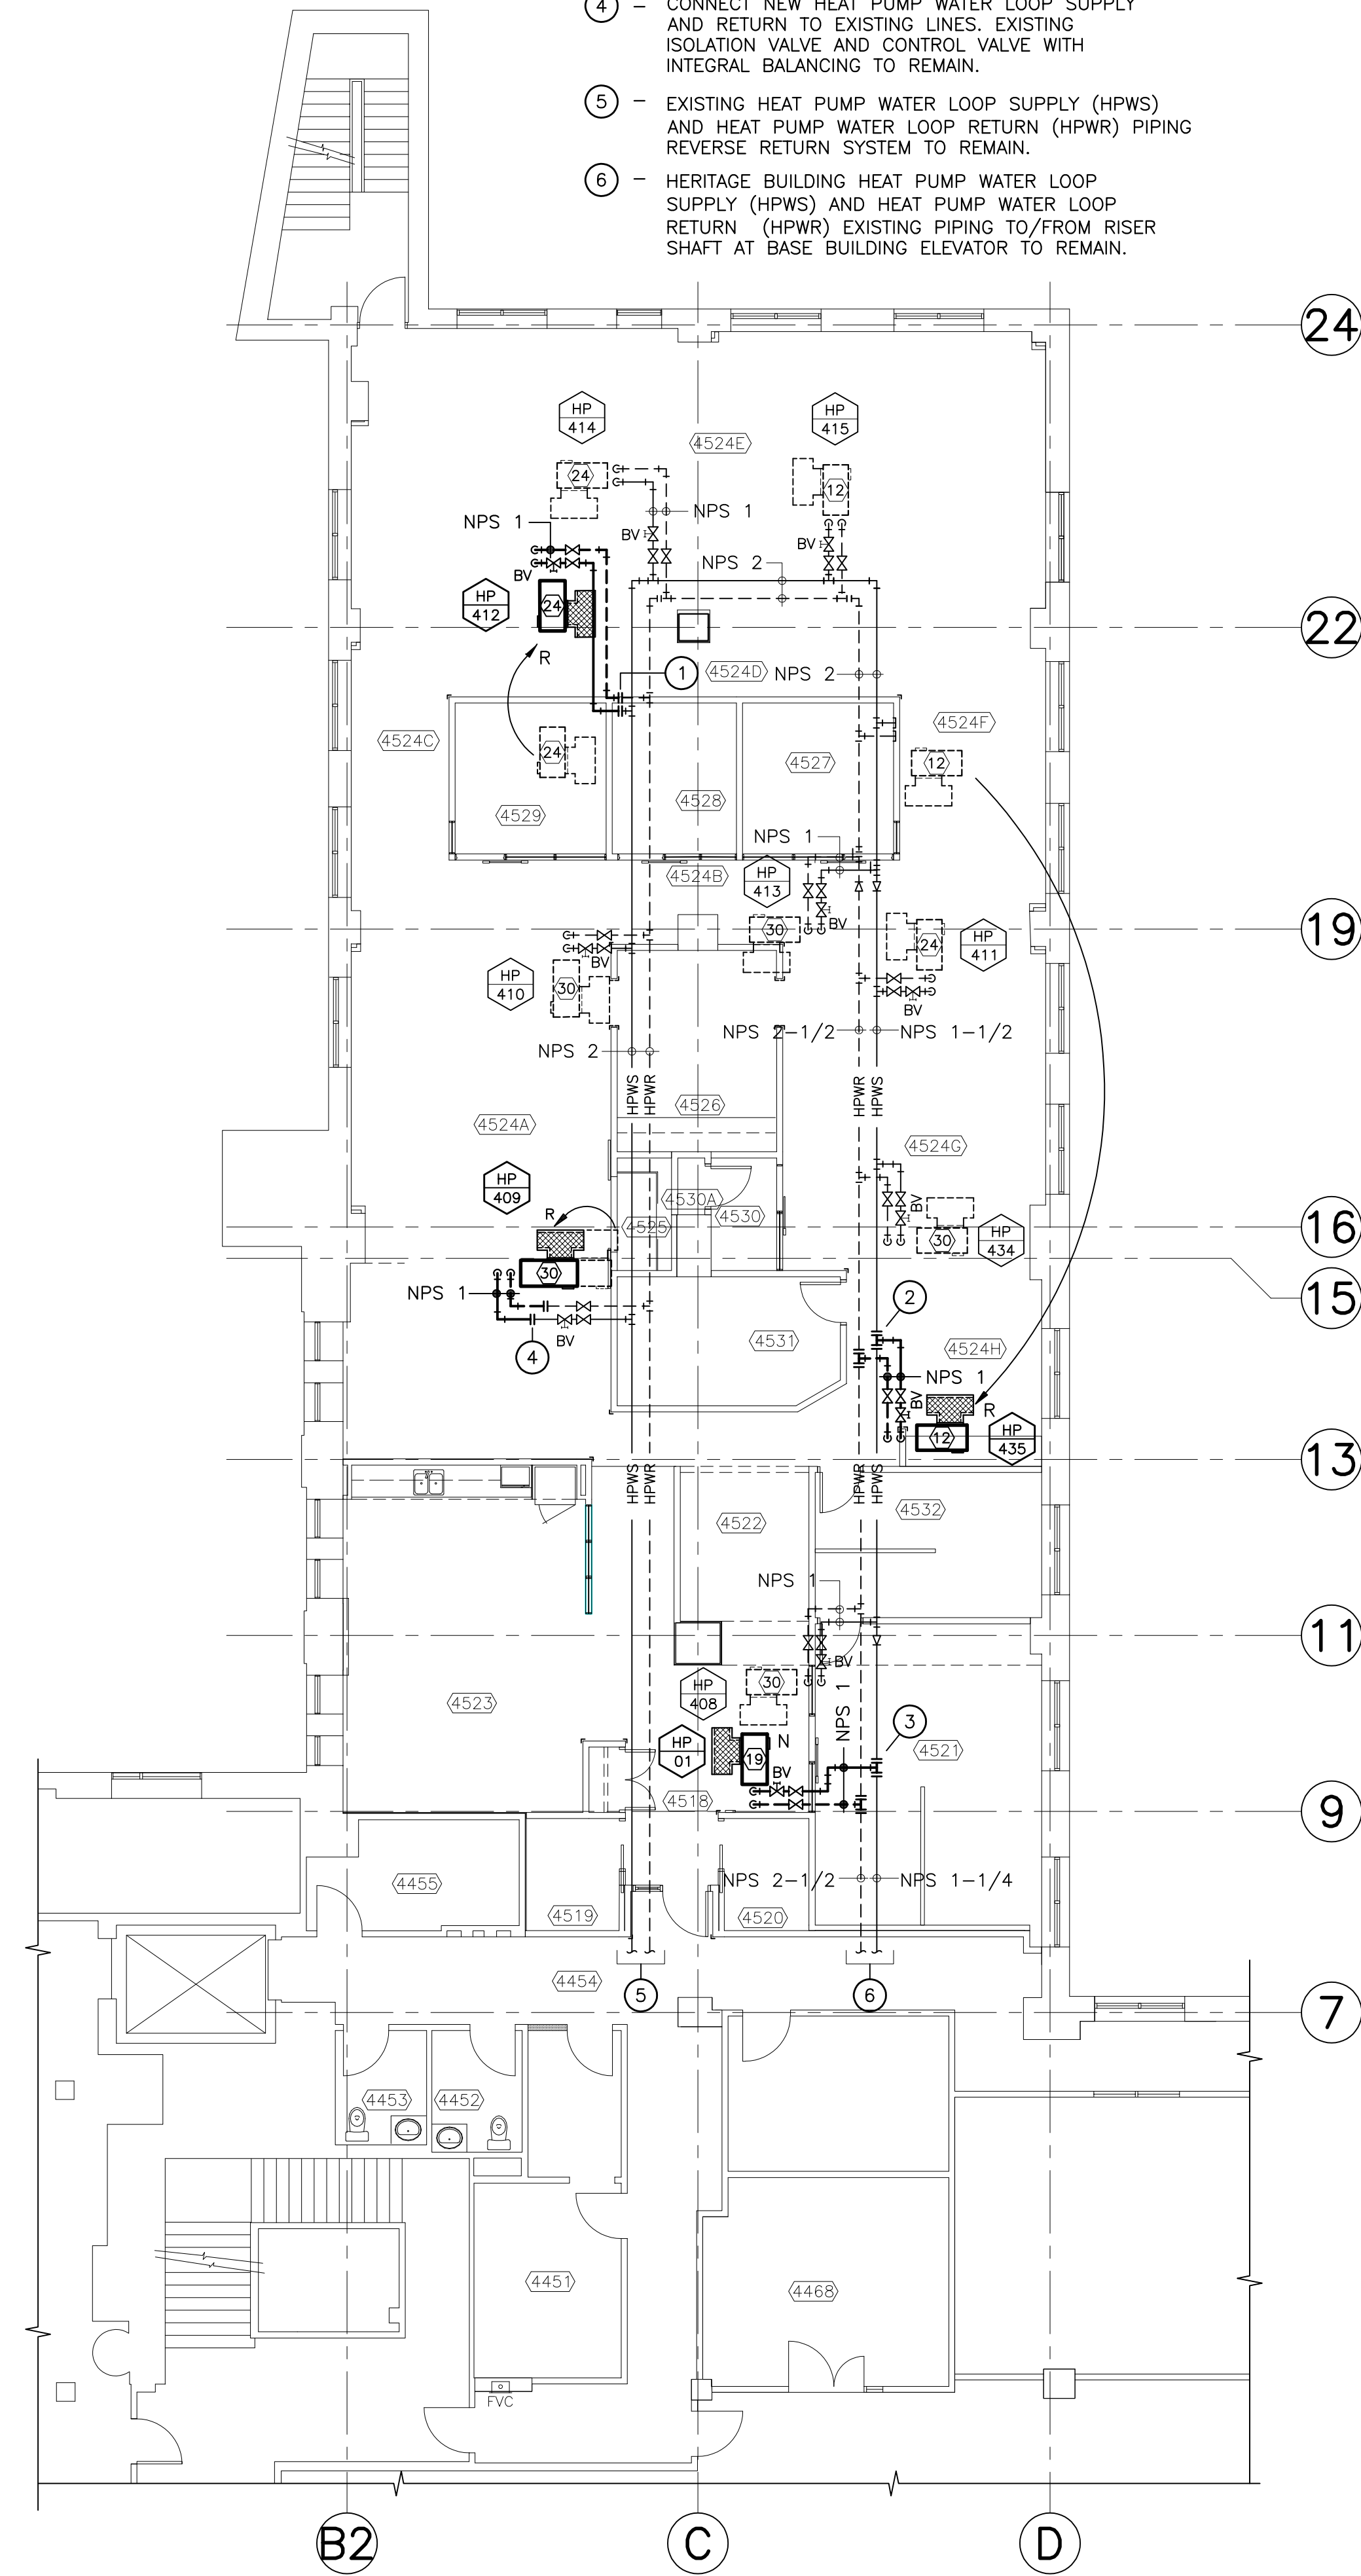 4 – CONNECT NEW HEAT PUMP WATER LOOP SUPPLY
AND RETURN TO EXISTING LINES. EXISTING
ISOLATION VALVE AND CONTROL VALVE WITH
INTEGRAL BALANCING TO REMAIN.
5 – EXISTING HEAT PUMP WATER LOOP SUPPLY (HPWS)
AND HEAT PUMP WATER LOOP RETURN (HPWR) PIPING
REVERSE RETURN SYSTEM TO REMAIN.
6 – HERITAGE BUILDING HEAT PUMP WATER LOOP
SUPPLY (HPWS) AND HEAT PUMP WATER LOOP
RETURN (HPWR) EXISTING PIPING TO/FROM RISER
SHAFT AT BASE BUILDING ELEVATOR TO REMAIN.
24
HP
414
HP
415
4524E
24
12
NPS 1
NPS 1
BV
BV
NPS 2
BV
HP
412
24
22
R
1
4524D
NPS 2
4524C
4524F
24
4527
12
4529
4528
NPS 1
4524B
HP
413
BV
30
19
24
HP
411
BV
HP
410
30
BV
NPS 2-1/2
NPS 1-1/2
NPS 2
HPWS
HPWR
HPWR
HPWS
4526
4524A
4524G
HP
409
4530A
BV
R
4525
4530
16
30
HP
434
30
15
NPS 1
2
BV
4531
4524H
4
NPS 1
BV
R
12
HP
435
13
HPWS
HPWR
HPWR
HPWS
4522
4532
NPS 1
11
BV
HP
408
30
4523
NPS 1
3
HP
01
N
19
4521
BV
4518
9
4455
NPS 2-1/2
NPS 1-1/4
4519
4520
4454
5
6
7
4453
4452
4451
4468
FVC
B2
C
D